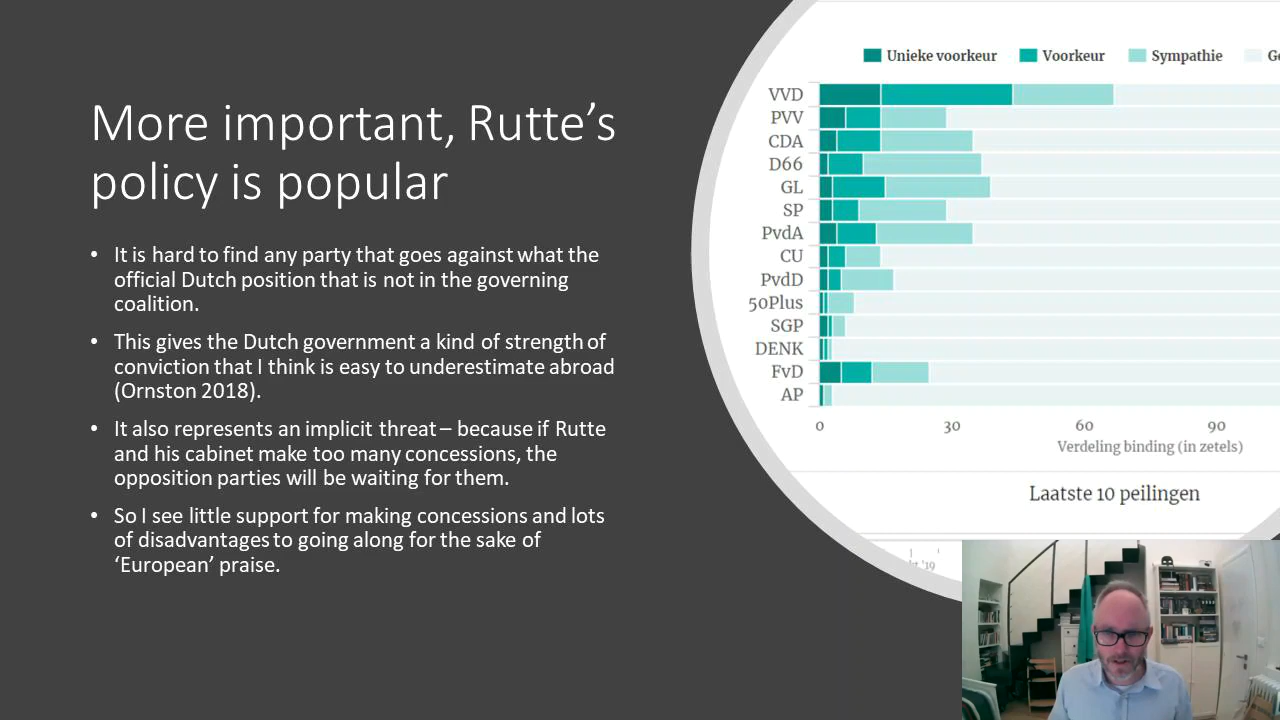 More important, Rutte’s
policy is popular
• It is hard to find any party that goes against what the
official Dutch position that is not in the governing
coalition.
• This gives the Dutch government a kind of strength of
conviction that I think is easy to underestimate abroad
(Ornston 2018).
• It also represents an implicit threat – because if Rutte
and his cabinet make too many concessions, the
opposition parties will be waiting for them.
• So I see little support for making concessions and lots
of disadvantages to going along for the sake of
‘European’ praise.
Unieke voorkeur Voorkeur Sympathie
VVD
PVV
CDA
D66
GL
SP
PvdA
CU
PvdD
50Plus
SGP
DENK
FvD
AP
0 30 60 90
Verdeling binding (in zetels)
Laatste 10 peilingen
'19